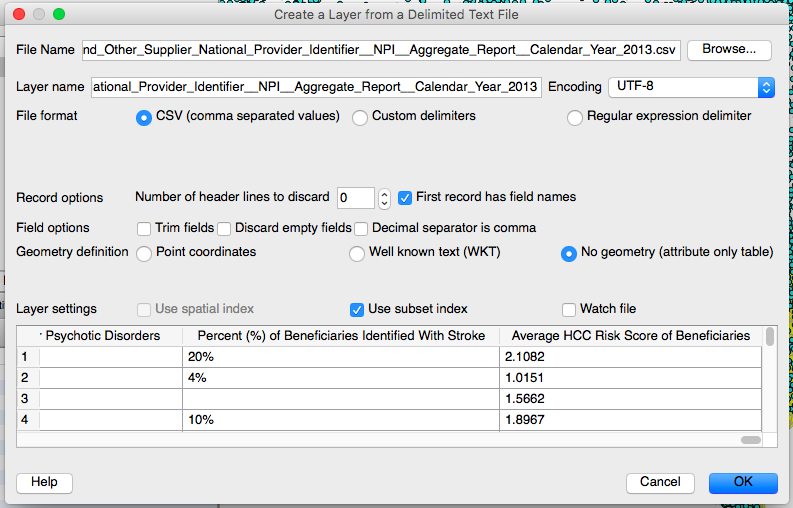 Create a Layer from a Delimited Text File
File Name nd_Other_Supplier_National_Provider_Identifier__NPI__Aggregate_Report__Calendar_Year_2013.csv Browse...
Layer name ational_Provider_Identifier__NPI__Aggregate_Report__Calendar_Year_2013 Encoding UTF-8
File format CSV (comma separated values) Custom delimiters Regular expression delimiter
Record options Number of header lines to discard 0 First record has field names
Field options Trim fields Discard empty fields Decimal separator is comma
Geometry definition Point coordinates Well known text (WKT) No geometry (attribute only table)
Layer settings Use spatial index Use subset index Watch file
Psychotic Disorders Percent (%) of Beneficiaries Identified With Stroke Average HCC Risk Score of Beneficiaries
1 20% 2.1082
2 4% 1.0151
3 1.5662
4 10% 1.8967
Help Cancel OK